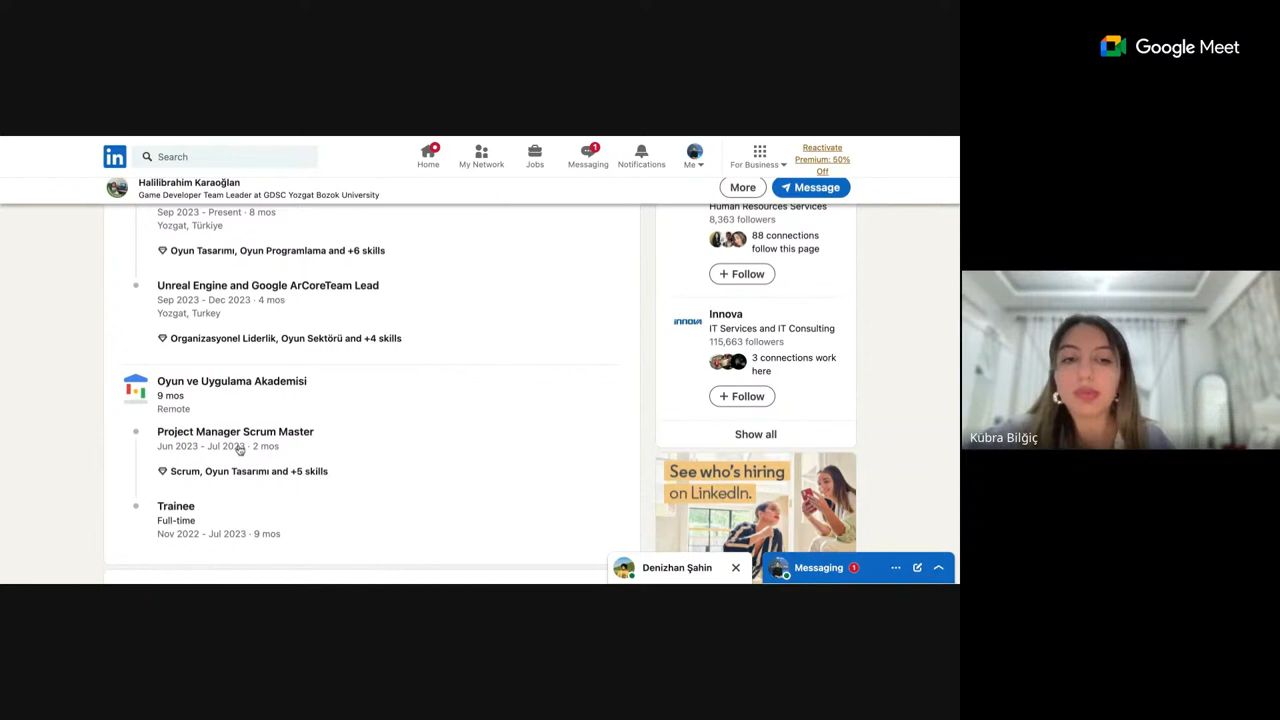 Google Meet
in
Search
Home
My Network
Jobs
1
Messaging
Notifications
Me
For Business
Reactivate
Premium: 50%
Off
Halilibrahim Karaoğlan
Game Developer Team Leader at GDSC Yozgat Bozok University
More
Message
Sep 2023 - Present · 8 mos
Yozgat, Türkiye
Oyun Tasarımı, Oyun Programlama and +6 skills
Unreal Engine and Google ArCoreTeam Lead
Sep 2023 - Dec 2023 · 4 mos
Yozgat, Turkey
Organizasyonel Liderlik, Oyun Sektörü and +4 skills
Oyun ve Uygulama Akademisi
9 mos
Remote
Project Manager Scrum Master
Jun 2023 - Jul 2023 · 2 mos
Scrum, Oyun Tasarımı and +5 skills
Trainee
Full-time
Nov 2022 - Jul 2023 · 9 mos
Human Resources Services
8,363 followers
88 connections
follow this page
+ Follow
INNOVA
Innova
IT Services and IT Consulting
115,663 followers
3 connections work
here
+ Follow
Show all
See who's hiring
on LinkedIn.
Denizhan Şahin
Messaging
1
Kübra Bilğiç